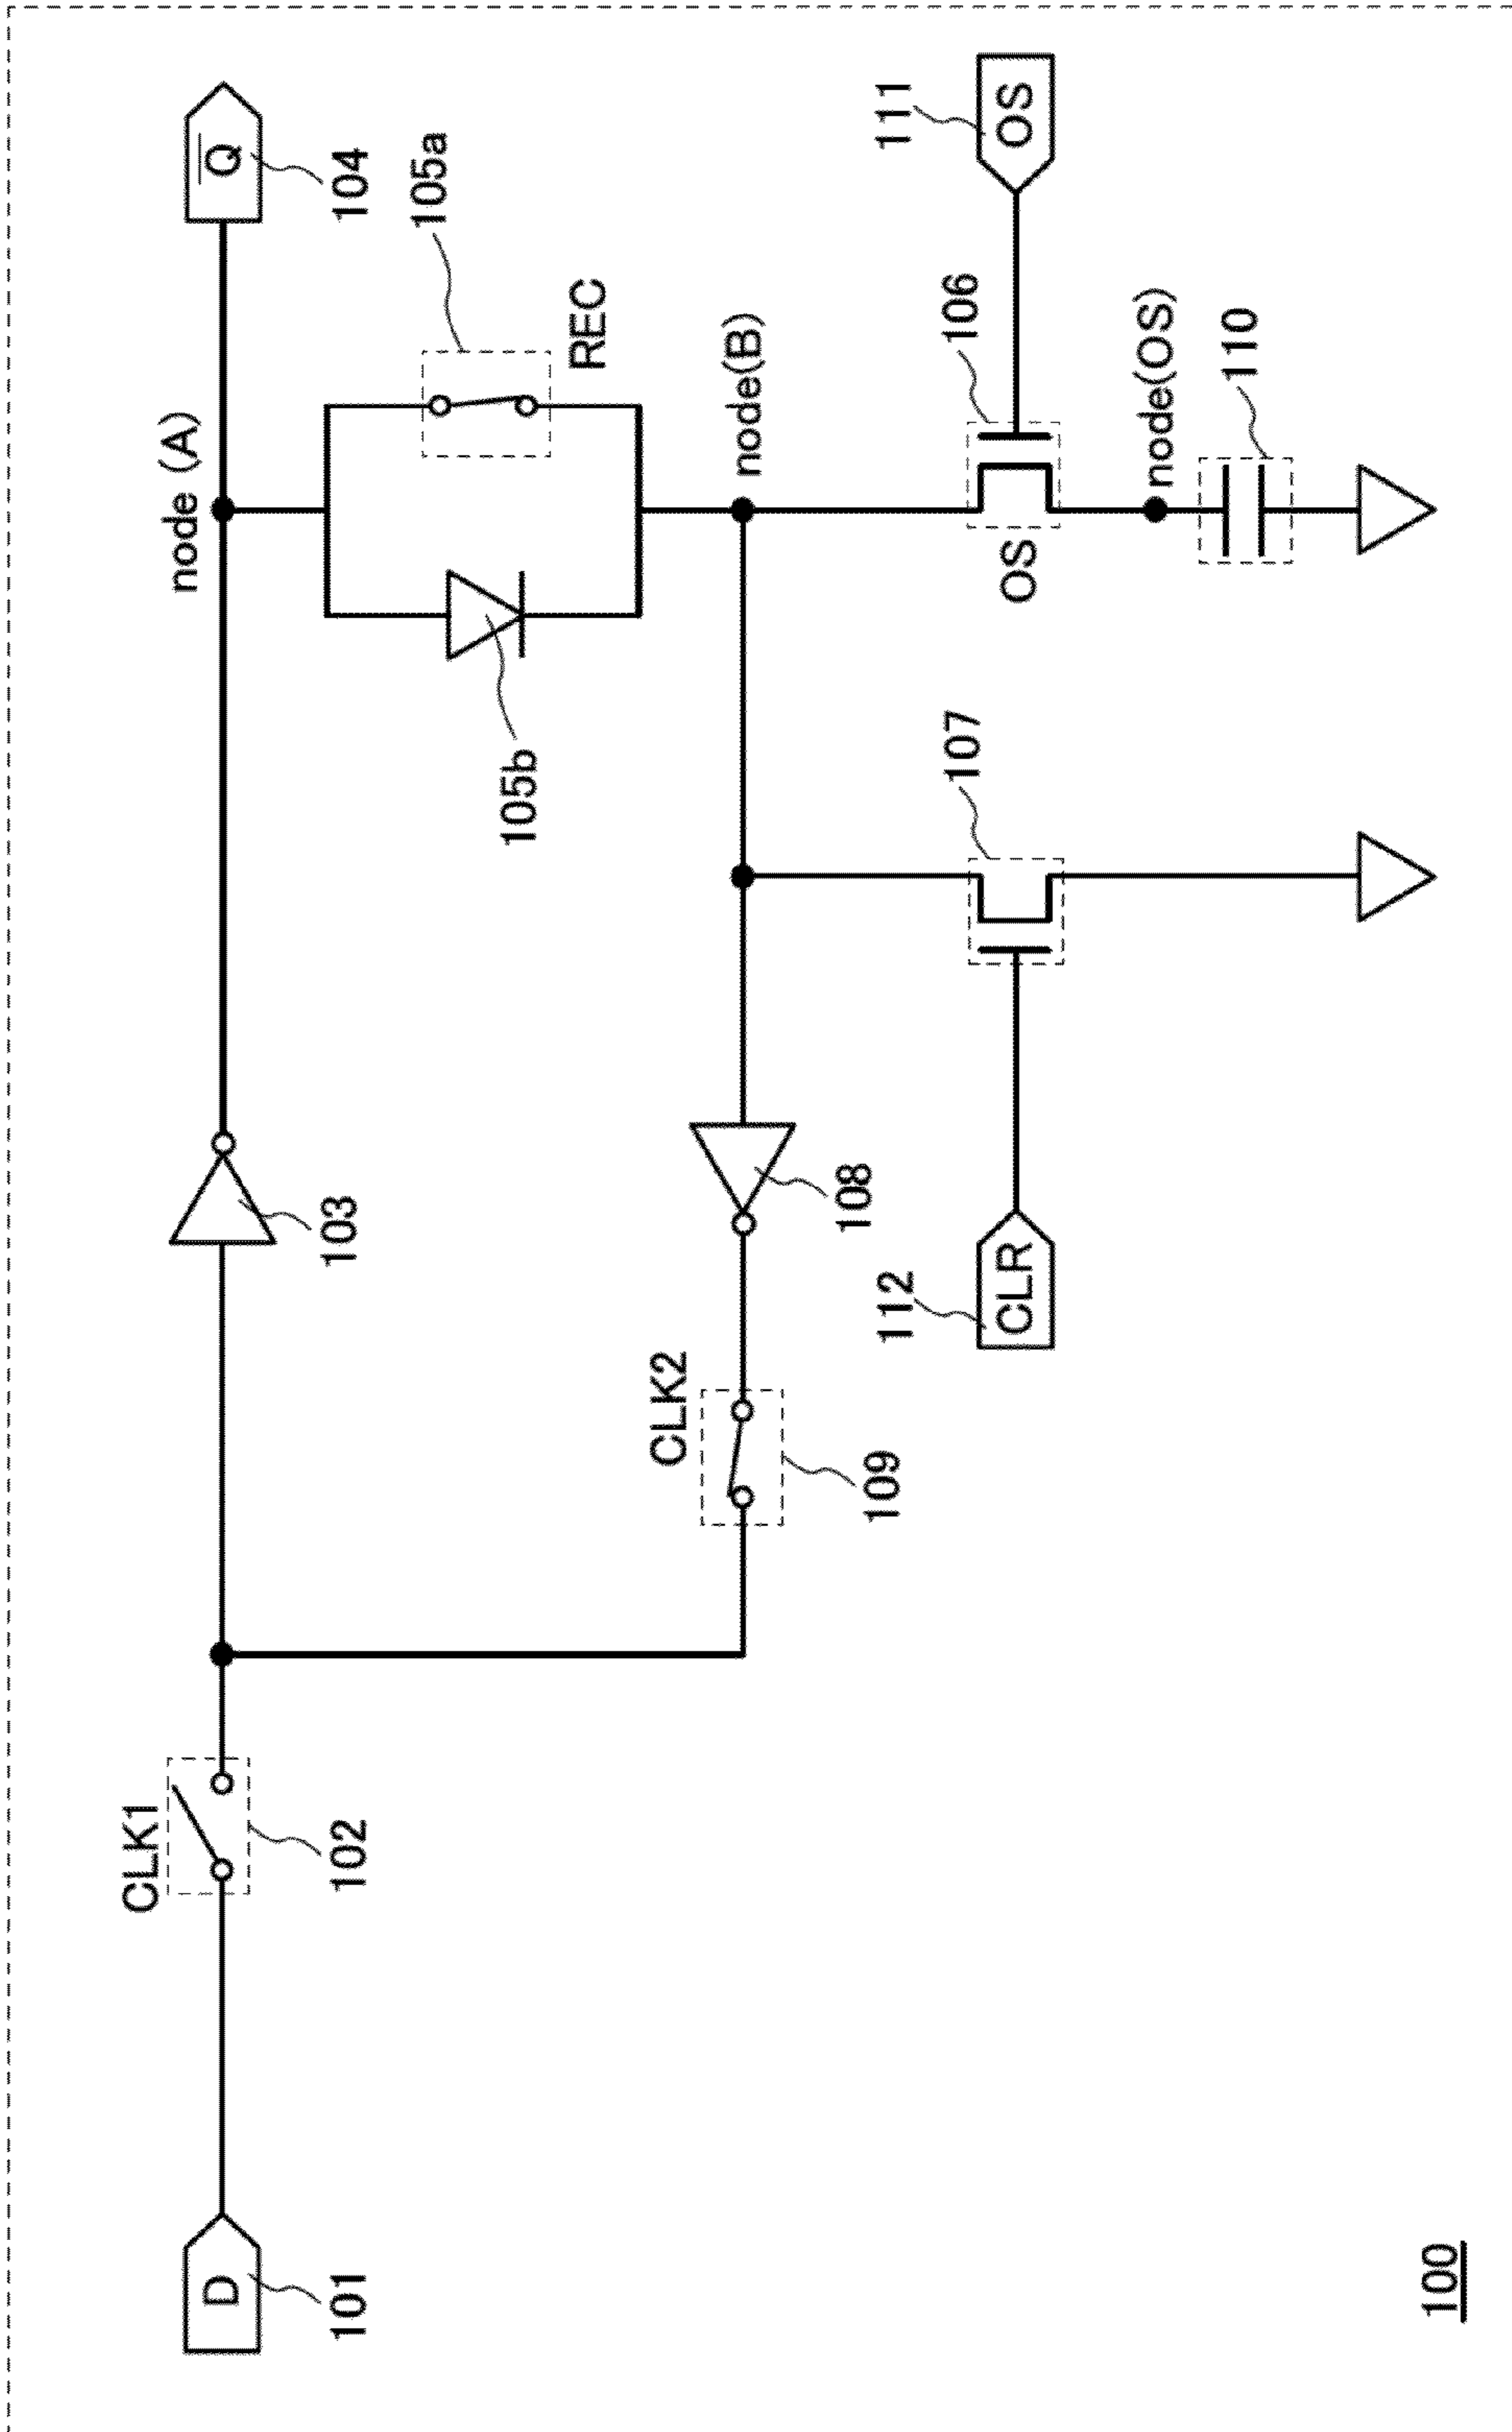 CLK1
D
101
102
103
node (A)
Q
104
105a
REC
105b
node(B)
CLK2
109
108
112
CLR
107
OS
106
111
OS
node(OS)
110
100